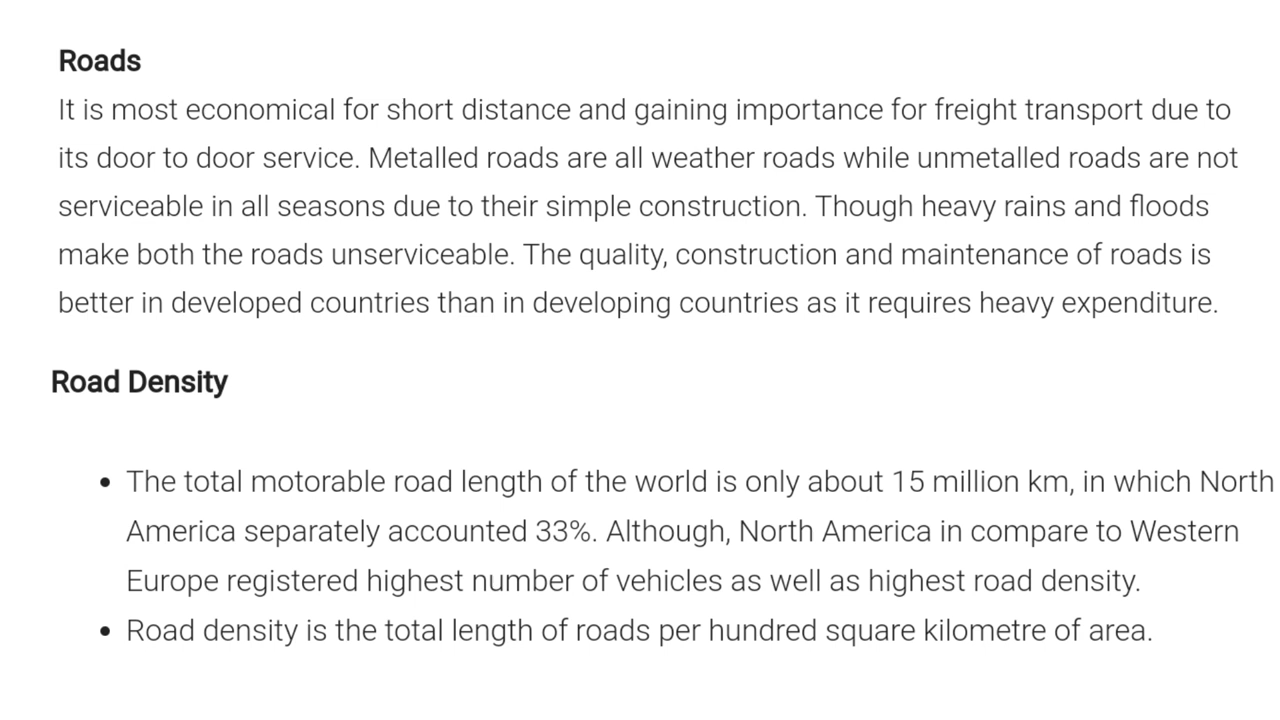 Roads
It is most economical for short distance and gaining importance for freight transport due to
its door to door service. Metalled roads are all weather roads while unmetalled roads are not
serviceable in all seasons due to their simple construction. Though heavy rains and floods
make both the roads unserviceable. The quality, construction and maintenance of roads is
better in developed countries than in developing countries as it requires heavy expenditure.
Road Density
• The total motorable road length of the world is only about 15 million km, in which North
America separately accounted 33%. Although, North America in compare to Western
Europe registered highest number of vehicles as well as highest road density.
• Road density is the total length of roads per hundred square kilometre of area.